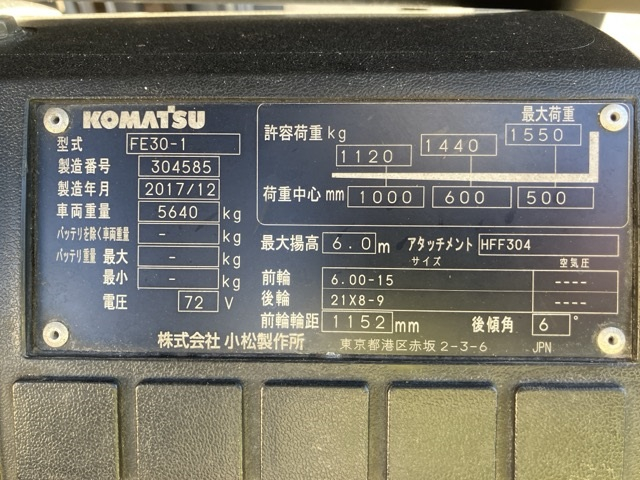 KOMATSU
型式 FE30-1
製造番号 304585
製造年月 2017/12
車両重量 5640 kg
バッテリを除く車両重量 - kg
バッテリ重量 最大 - kg
最小 - kg
電圧 72 V
最大荷重
許容荷重 kg 1120 1440 1550
荷重中心 mm 1000 600 500
最大揚高 6.0 m アタッチメント HFF304
サイズ 空気圧
前輪 6.00-15 ----
後輪 21X8-9 ----
前輪輪距 1152 mm 後傾角 6 °
株式会社 小松製作所 東京都港区赤坂2-3-6 JPN